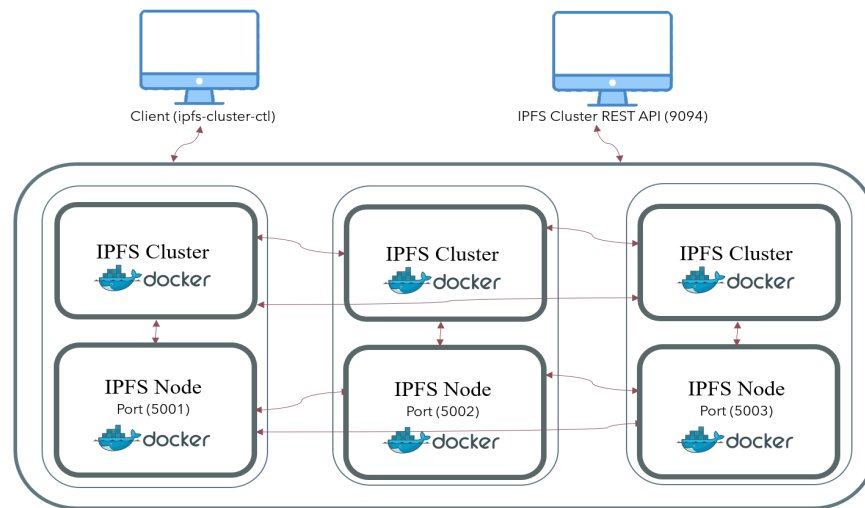 Client (ipfs-cluster-ctl)
IPFS Cluster REST API (9094)
IPFS Cluster
docker
IPFS Cluster
docker
IPFS Cluster
docker
IPFS Node
Port (5001)
docker
IPFS Node
Port (5002)
docker
IPFS Node
Port (5003)
docker